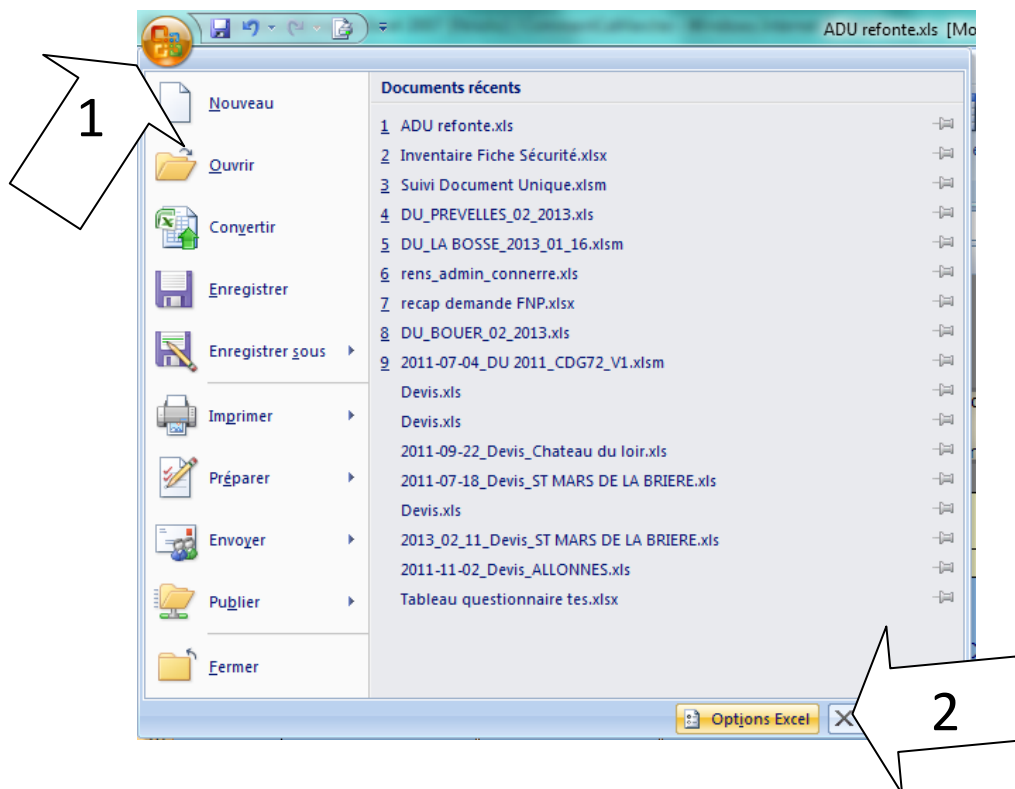 ADU refonte.xls [Mo
1
Nouveau
Ouvrir
Convertir
Enregistrer
Enregistrer sous
Imprimer
Préparer
Envoyer
Publier
Fermer
Documents récents
1 ADU refonte.xls
2 Inventaire Fiche Sécurité.xlsx
3 Suivi Document Unique.xlsm
4 DU_PREVELLES_02_2013.xls
5 DU_LA BOSSE_2013_01_16.xlsm
6 rens_admin_connerre.xls
7 recap demande FNP.xlsx
8 DU_BOUER_02_2013.xls
9 2011-07-04_DU 2011_CDG72_V1.xlsm
Devis.xls
Devis.xls
2011-09-22_Devis_Chateau du loir.xls
2011-07-18_Devis_ST MARS DE LA BRIERE.xls
Devis.xls
2013_02_11_Devis_ST MARS DE LA BRIERE.xls
2011-11-02_Devis_ALLONNES.xls
Tableau questionnaire tes.xlsx
Options Excel
2